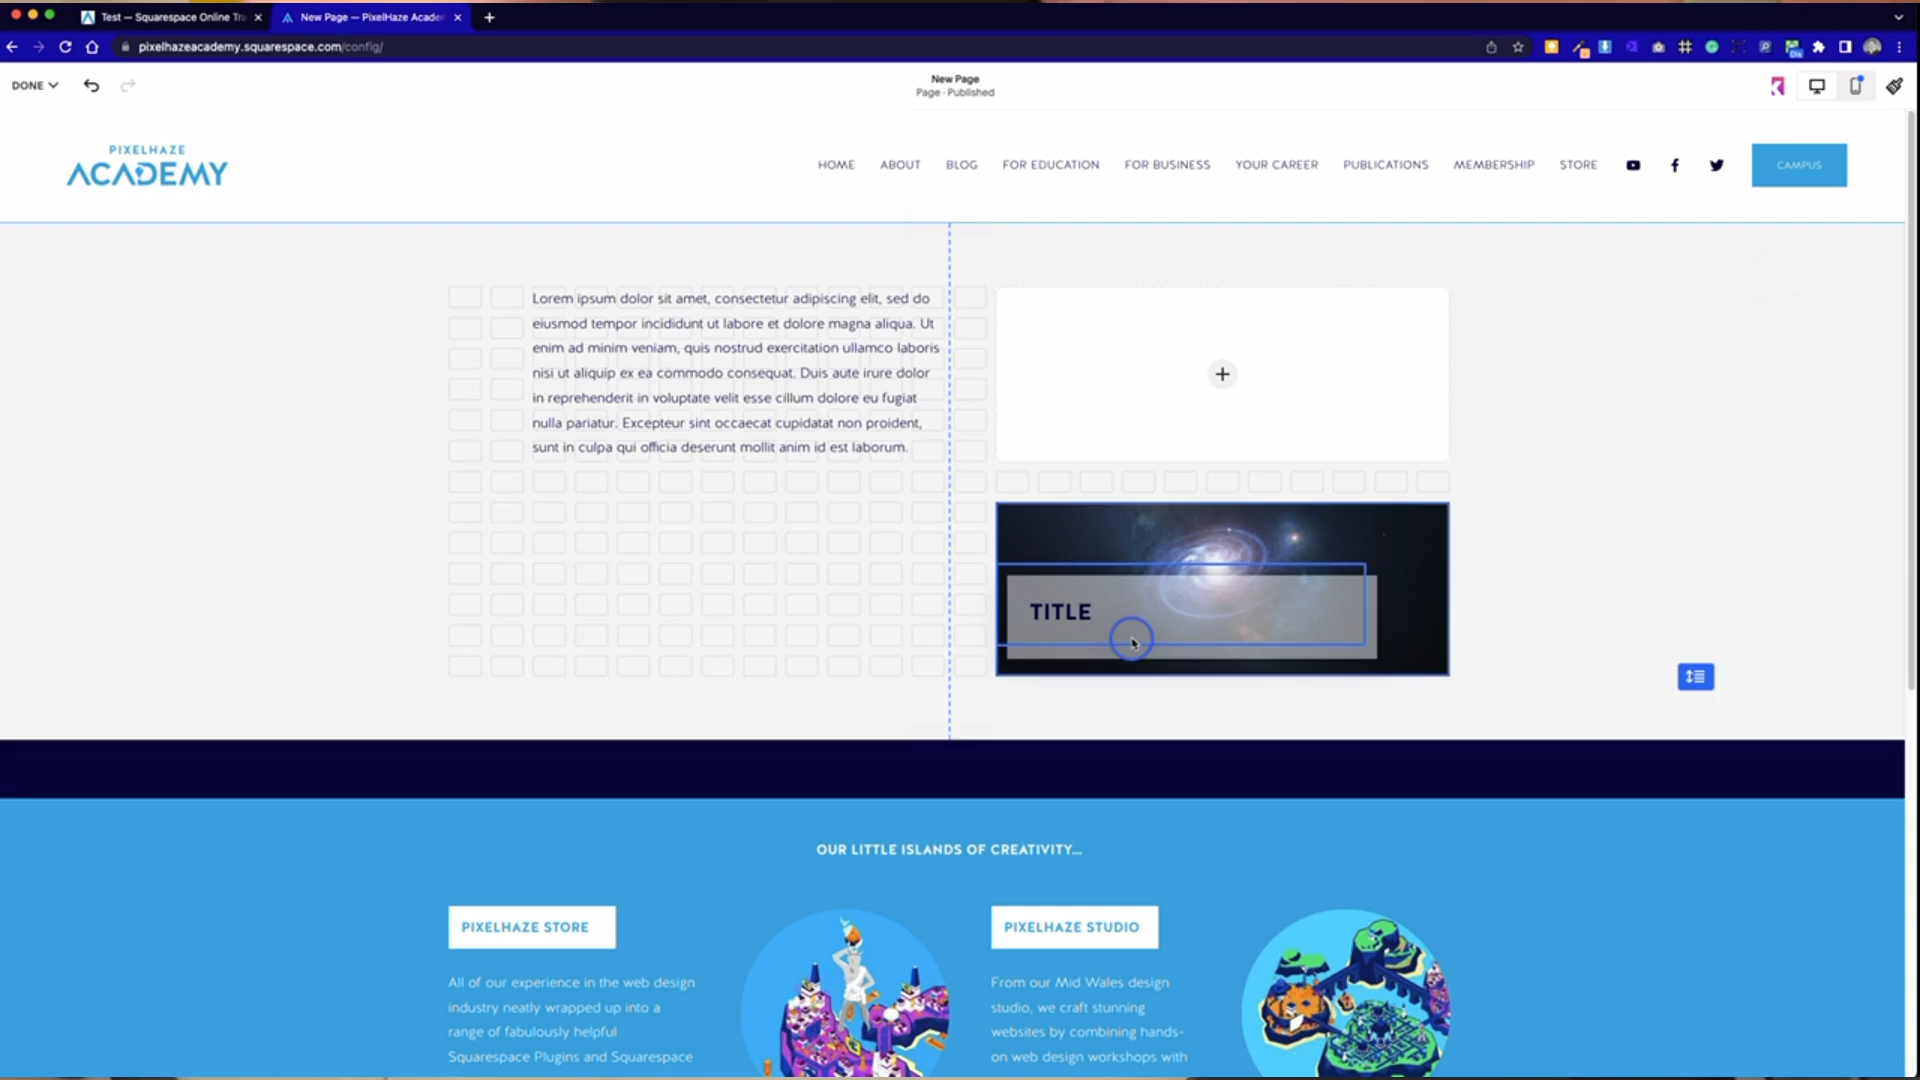 Test — Squarespace Online Tra
New Page — PixelHaze Academ
pixelhazeacademy.squarespace.com/config/
DONE
New Page
Page · Published
PIXELHAZE
ACADEMY
HOME
ABOUT
BLOG
FOR EDUCATION
FOR BUSINESS
YOUR CAREER
PUBLICATIONS
MEMBERSHIP
STORE
CAMPUS
Lorem ipsum dolor sit amet, consectetur adipiscing elit, sed do
eiusmod tempor incididunt ut labore et dolore magna aliqua. Ut
enim ad minim veniam, quis nostrud exercitation ullamco laboris
nisi ut aliquip ex ea commodo consequat. Duis aute irure dolor
in reprehenderit in voluptate velit esse cillum dolore eu fugiat
nulla pariatur. Excepteur sint occaecat cupidatat non proident,
sunt in culpa qui officia deserunt mollit anim id est laborum.
TITLE
OUR LITTLE ISLANDS OF CREATIVITY...
PIXELHAZE STORE
All of our experience in the web design
industry neatly wrapped up into a
range of fabulously helpful
Squarespace Plugins and Squarespace
PIXELHAZE STUDIO
From our Mid Wales design
studio, we craft stunning
websites by combining hands-
on web design workshops with